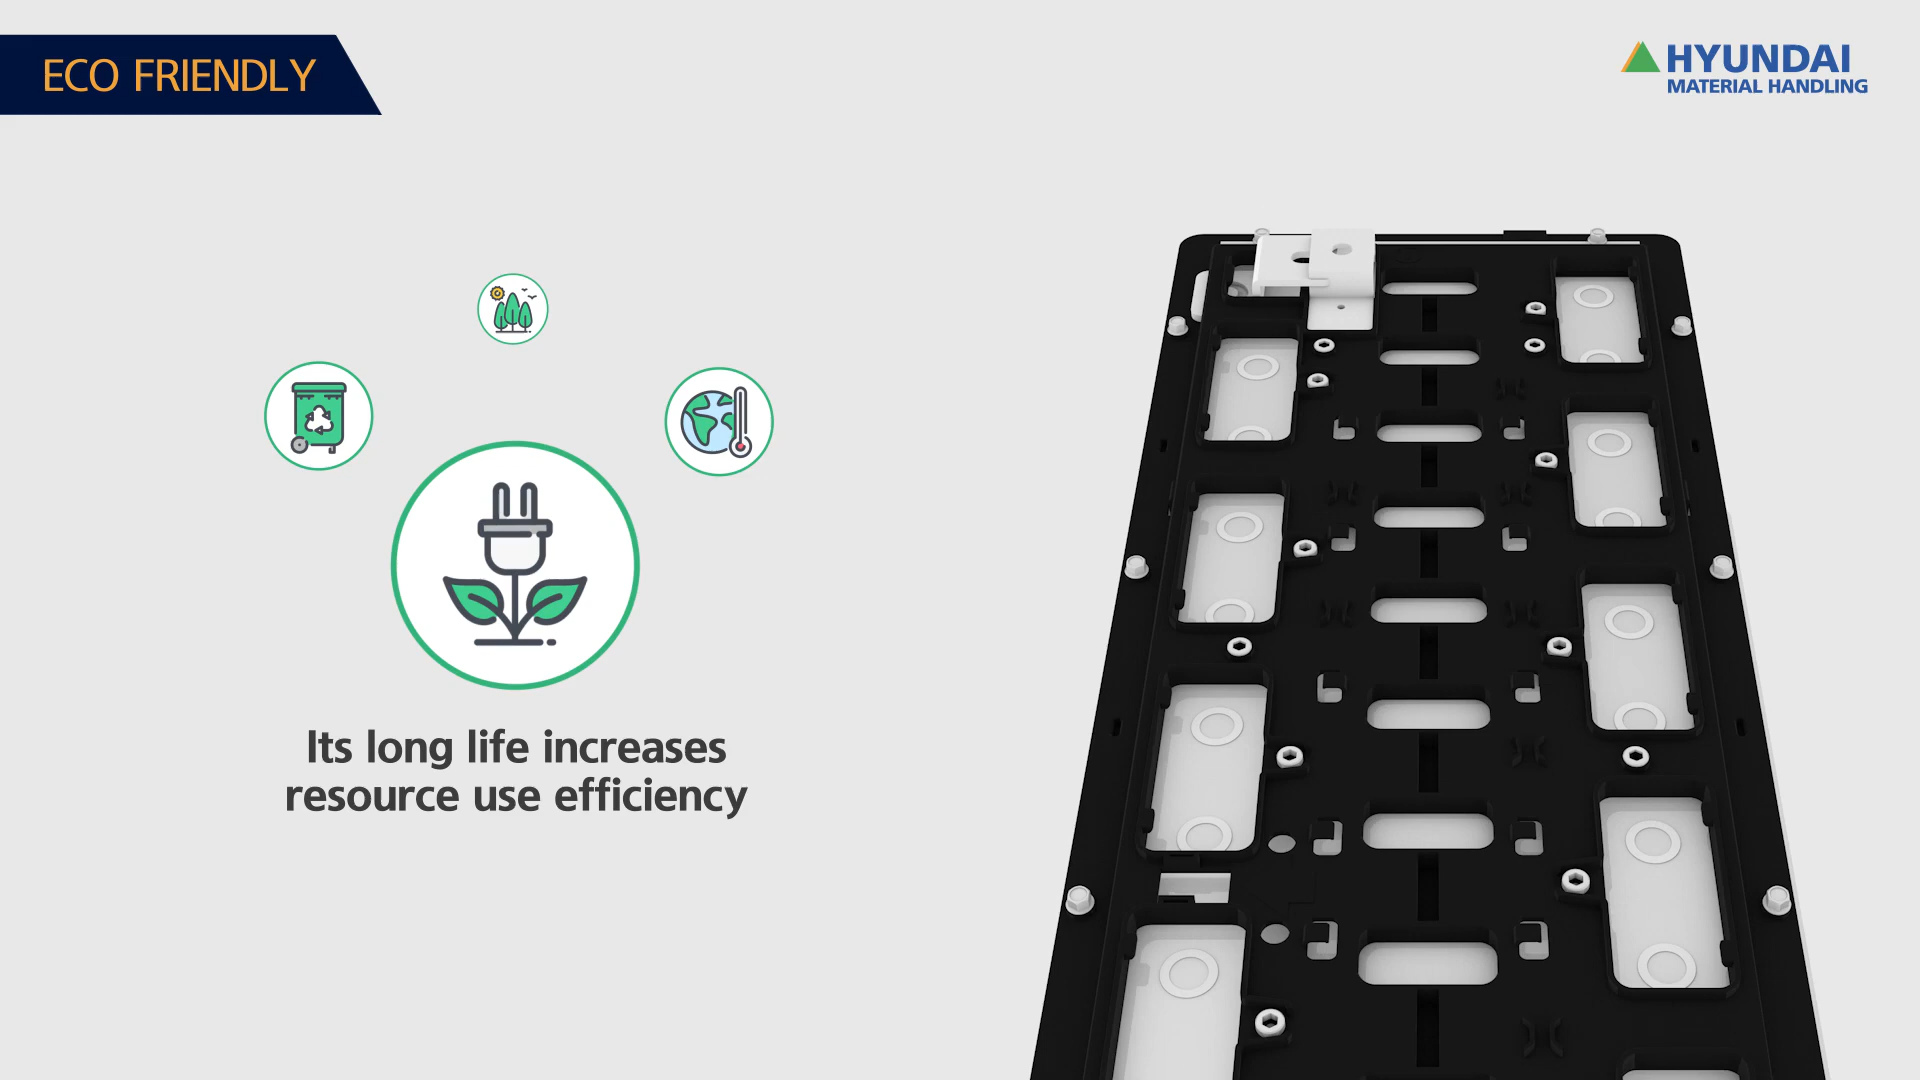 ECO FRIENDLY
HYUNDAI
MATERIAL HANDLING
Its long life increases
resource use efficiency